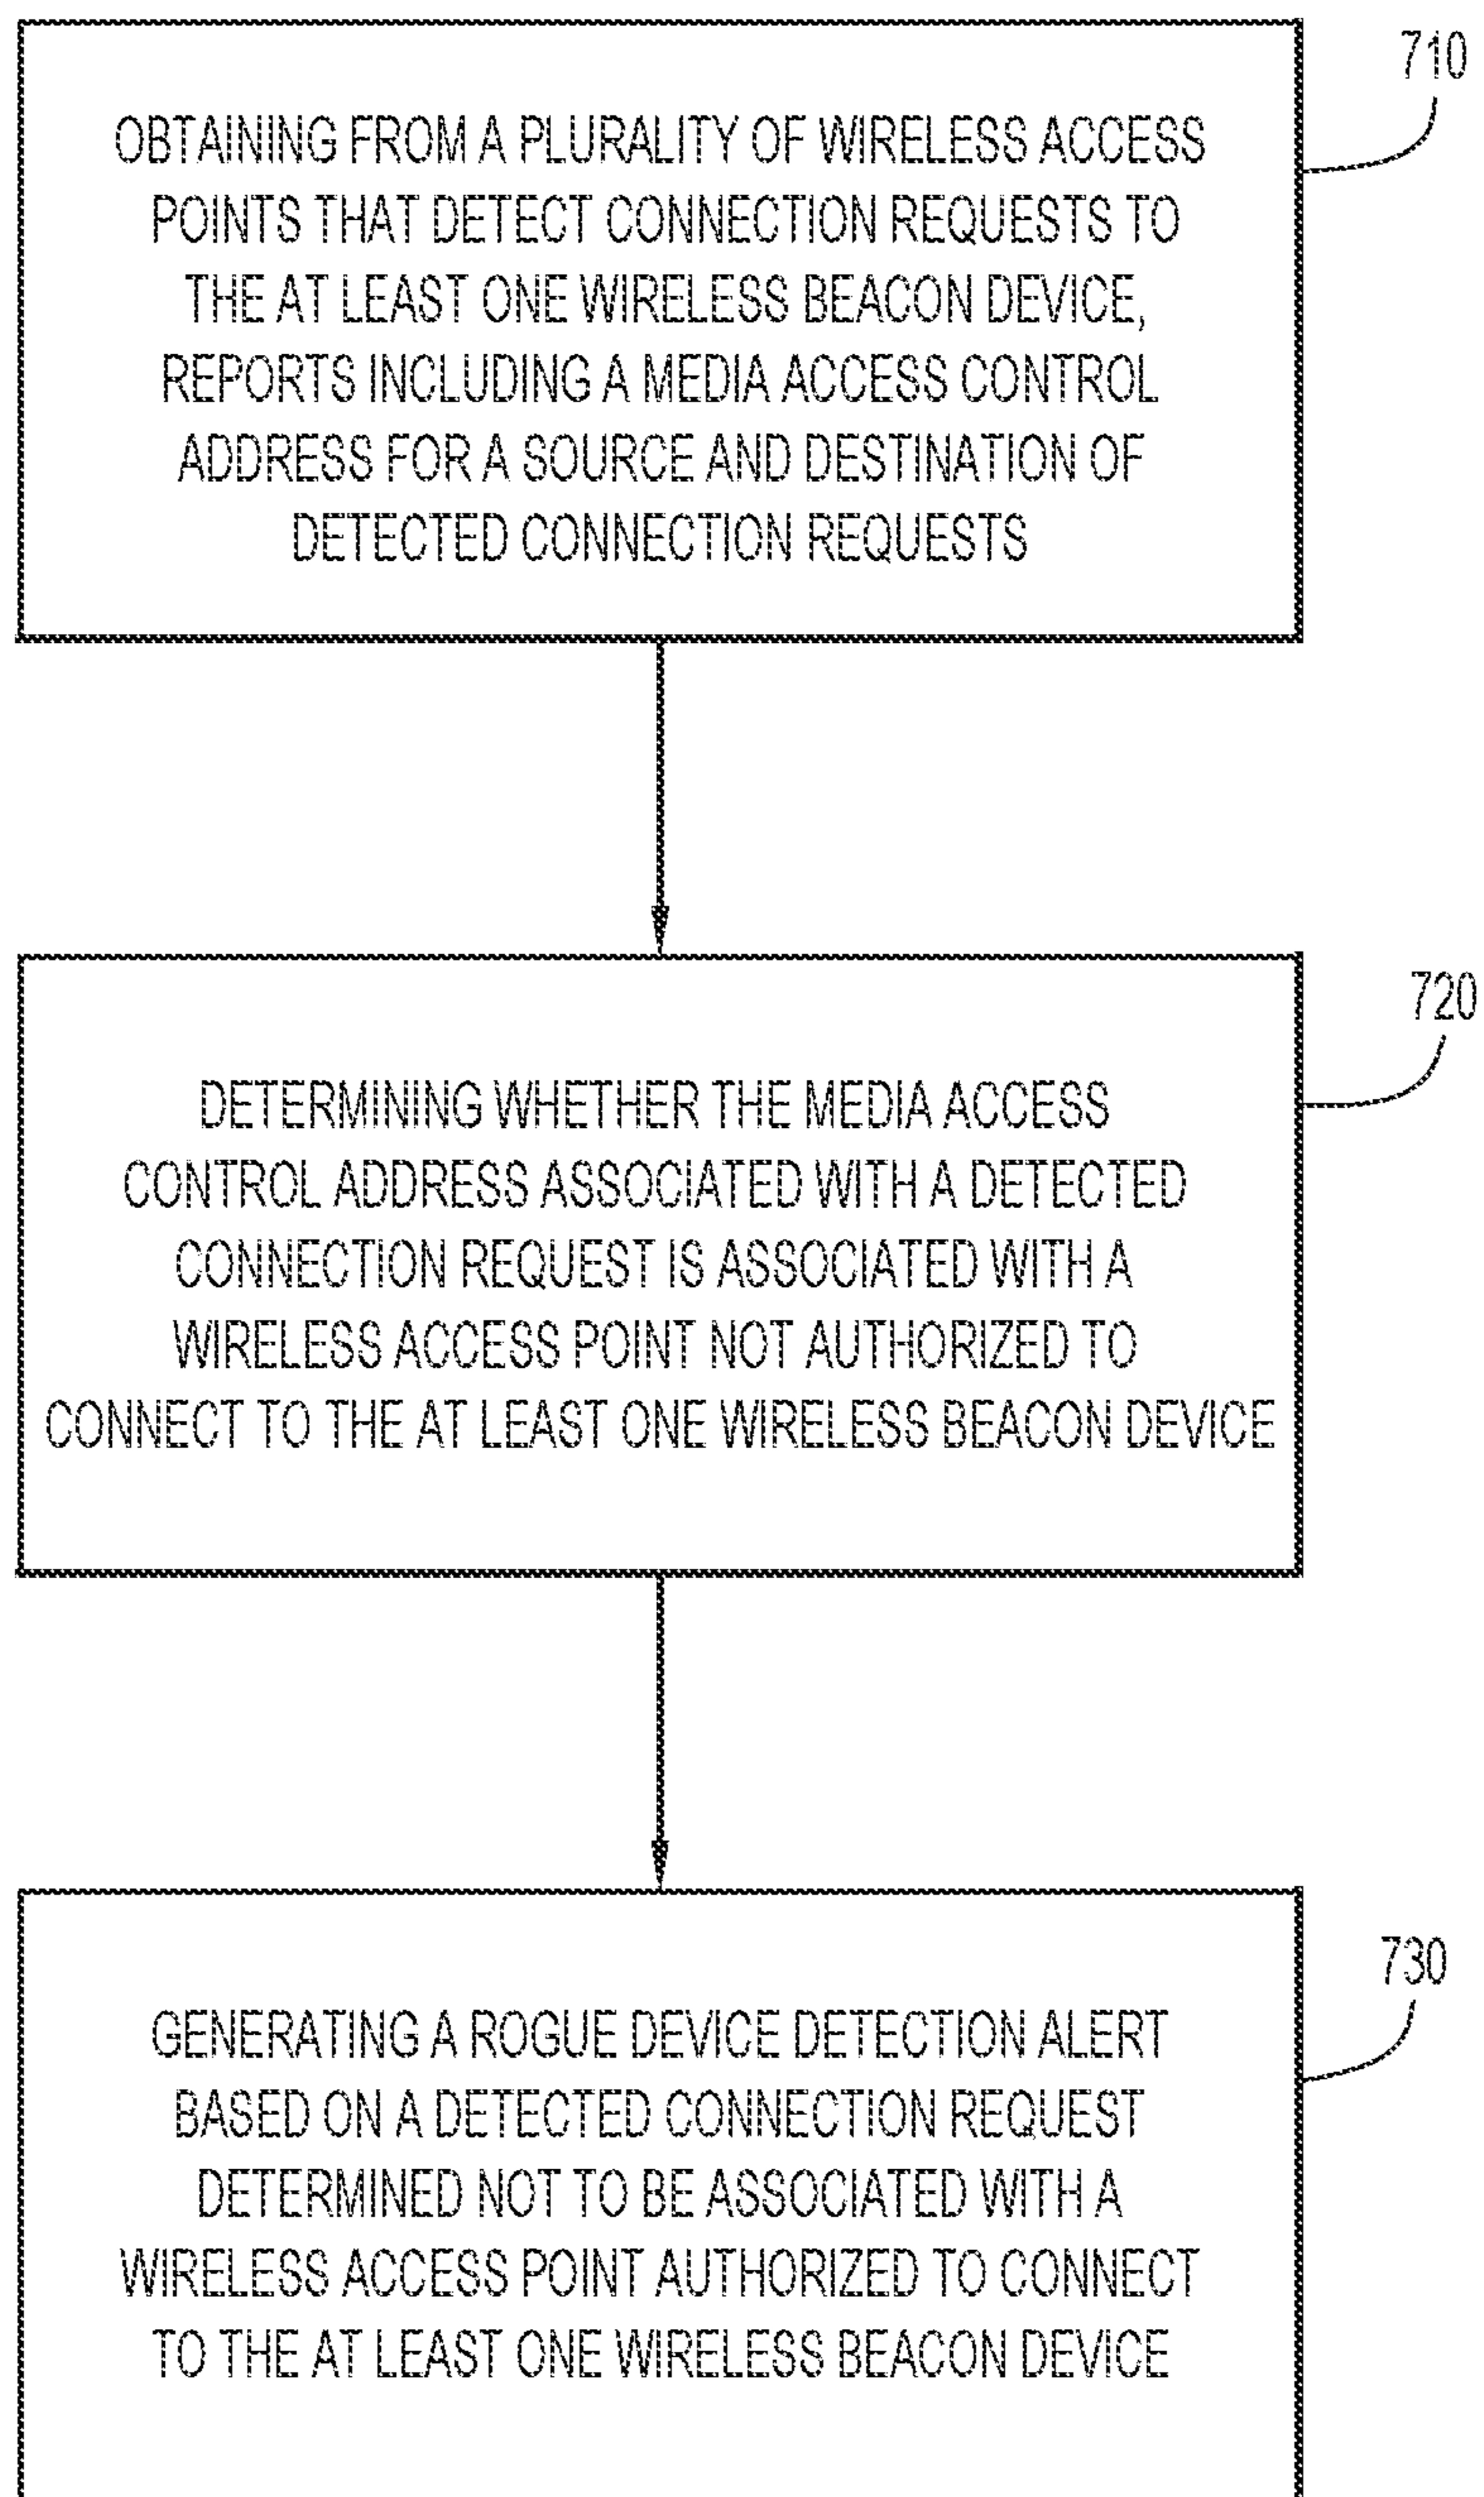 710
OBTAINING FROM A PLURALITY OF WIRELESS ACCESS
POINTS THAT DETECT CONNECTION REQUESTS TO
THE AT LEAST ONE WIRELESS BEACON DEVICE,
REPORTS INCLUDING A MEDIA ACCESS CONTROL
ADDRESS FOR A SOURCE AND DESTINATION OF
DETECTED CONNECTION REQUESTS
720
DETERMINING WHETHER THE MEDIA ACCESS
CONTROL ADDRESS ASSOCIATED WITH A DETECTED
CONNECTION REQUEST IS ASSOCIATED WITH A
WIRELESS ACCESS POINT NOT AUTHORIZED TO
CONNECT TO THE AT LEAST ONE WIRELESS BEACON DEVICE
730
GENERATING A ROGUE DEVICE DETECTION ALERT
BASED ON A DETECTED CONNECTION REQUEST
DETERMINED NOT TO BE ASSOCIATED WITH A
WIRELESS ACCESS POINT AUTHORIZED TO CONNECT
TO THE AT LEAST ONE WIRELESS BEACON DEVICE